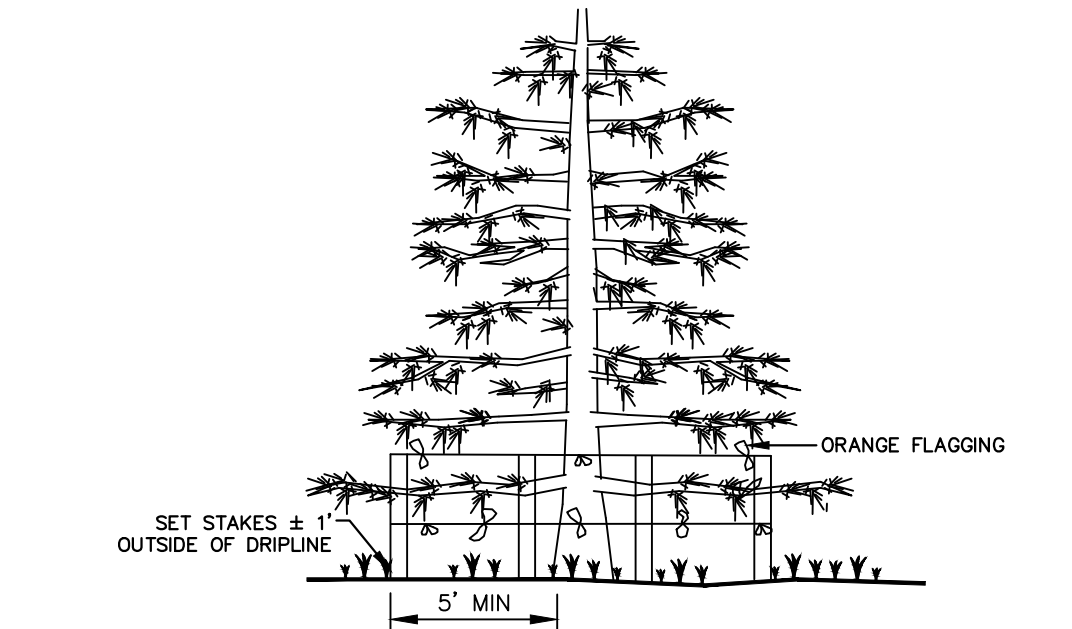 ORANGE FLAGGING
SET STAKES ± 1'
OUTSIDE OF DRIPLINE
5' MIN